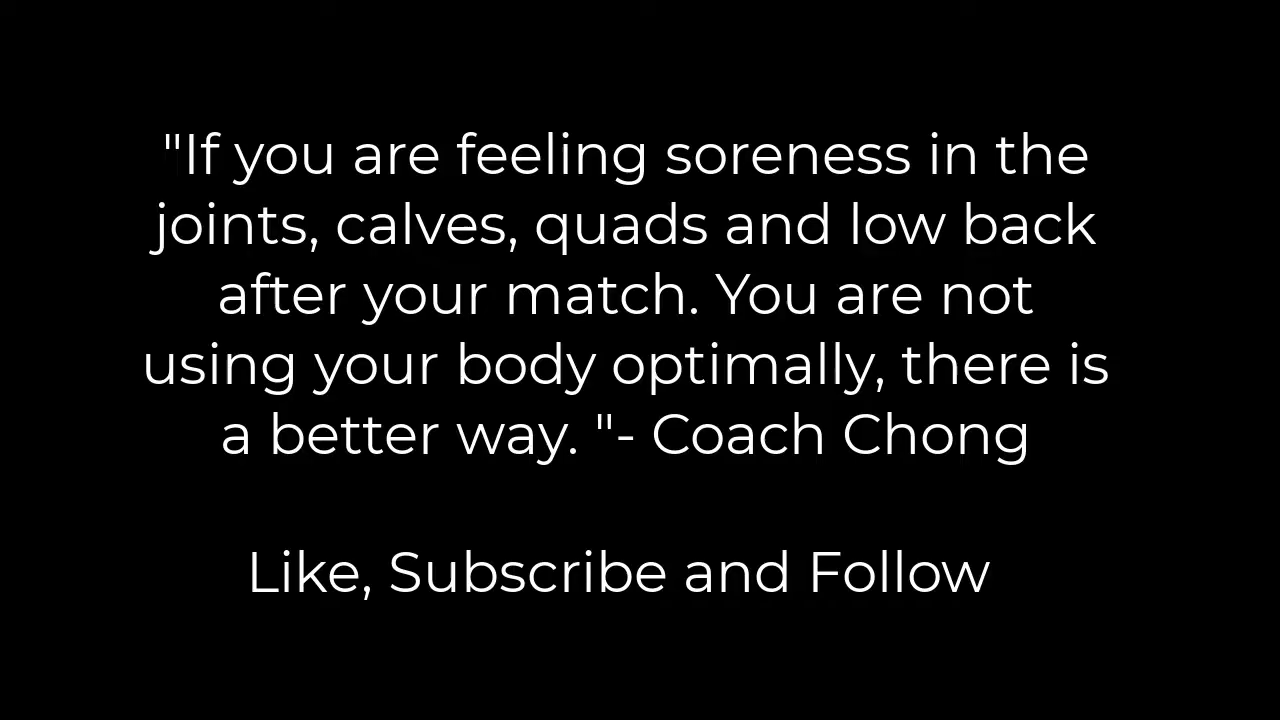 "If you are feeling soreness in the
joints, calves, quads and low back
after your match. You are not
using your body optimally, there is
a better way. "- Coach Chong
Like, Subscribe and Follow